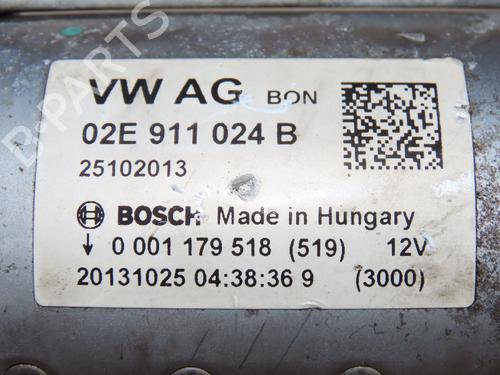 VW AG BON
02E 911 024 B
25102013
BOSCH Made in Hungary
0 001 179 518 (519) 12V
20131025 04:38:36 9 (3000)
B-PARTS